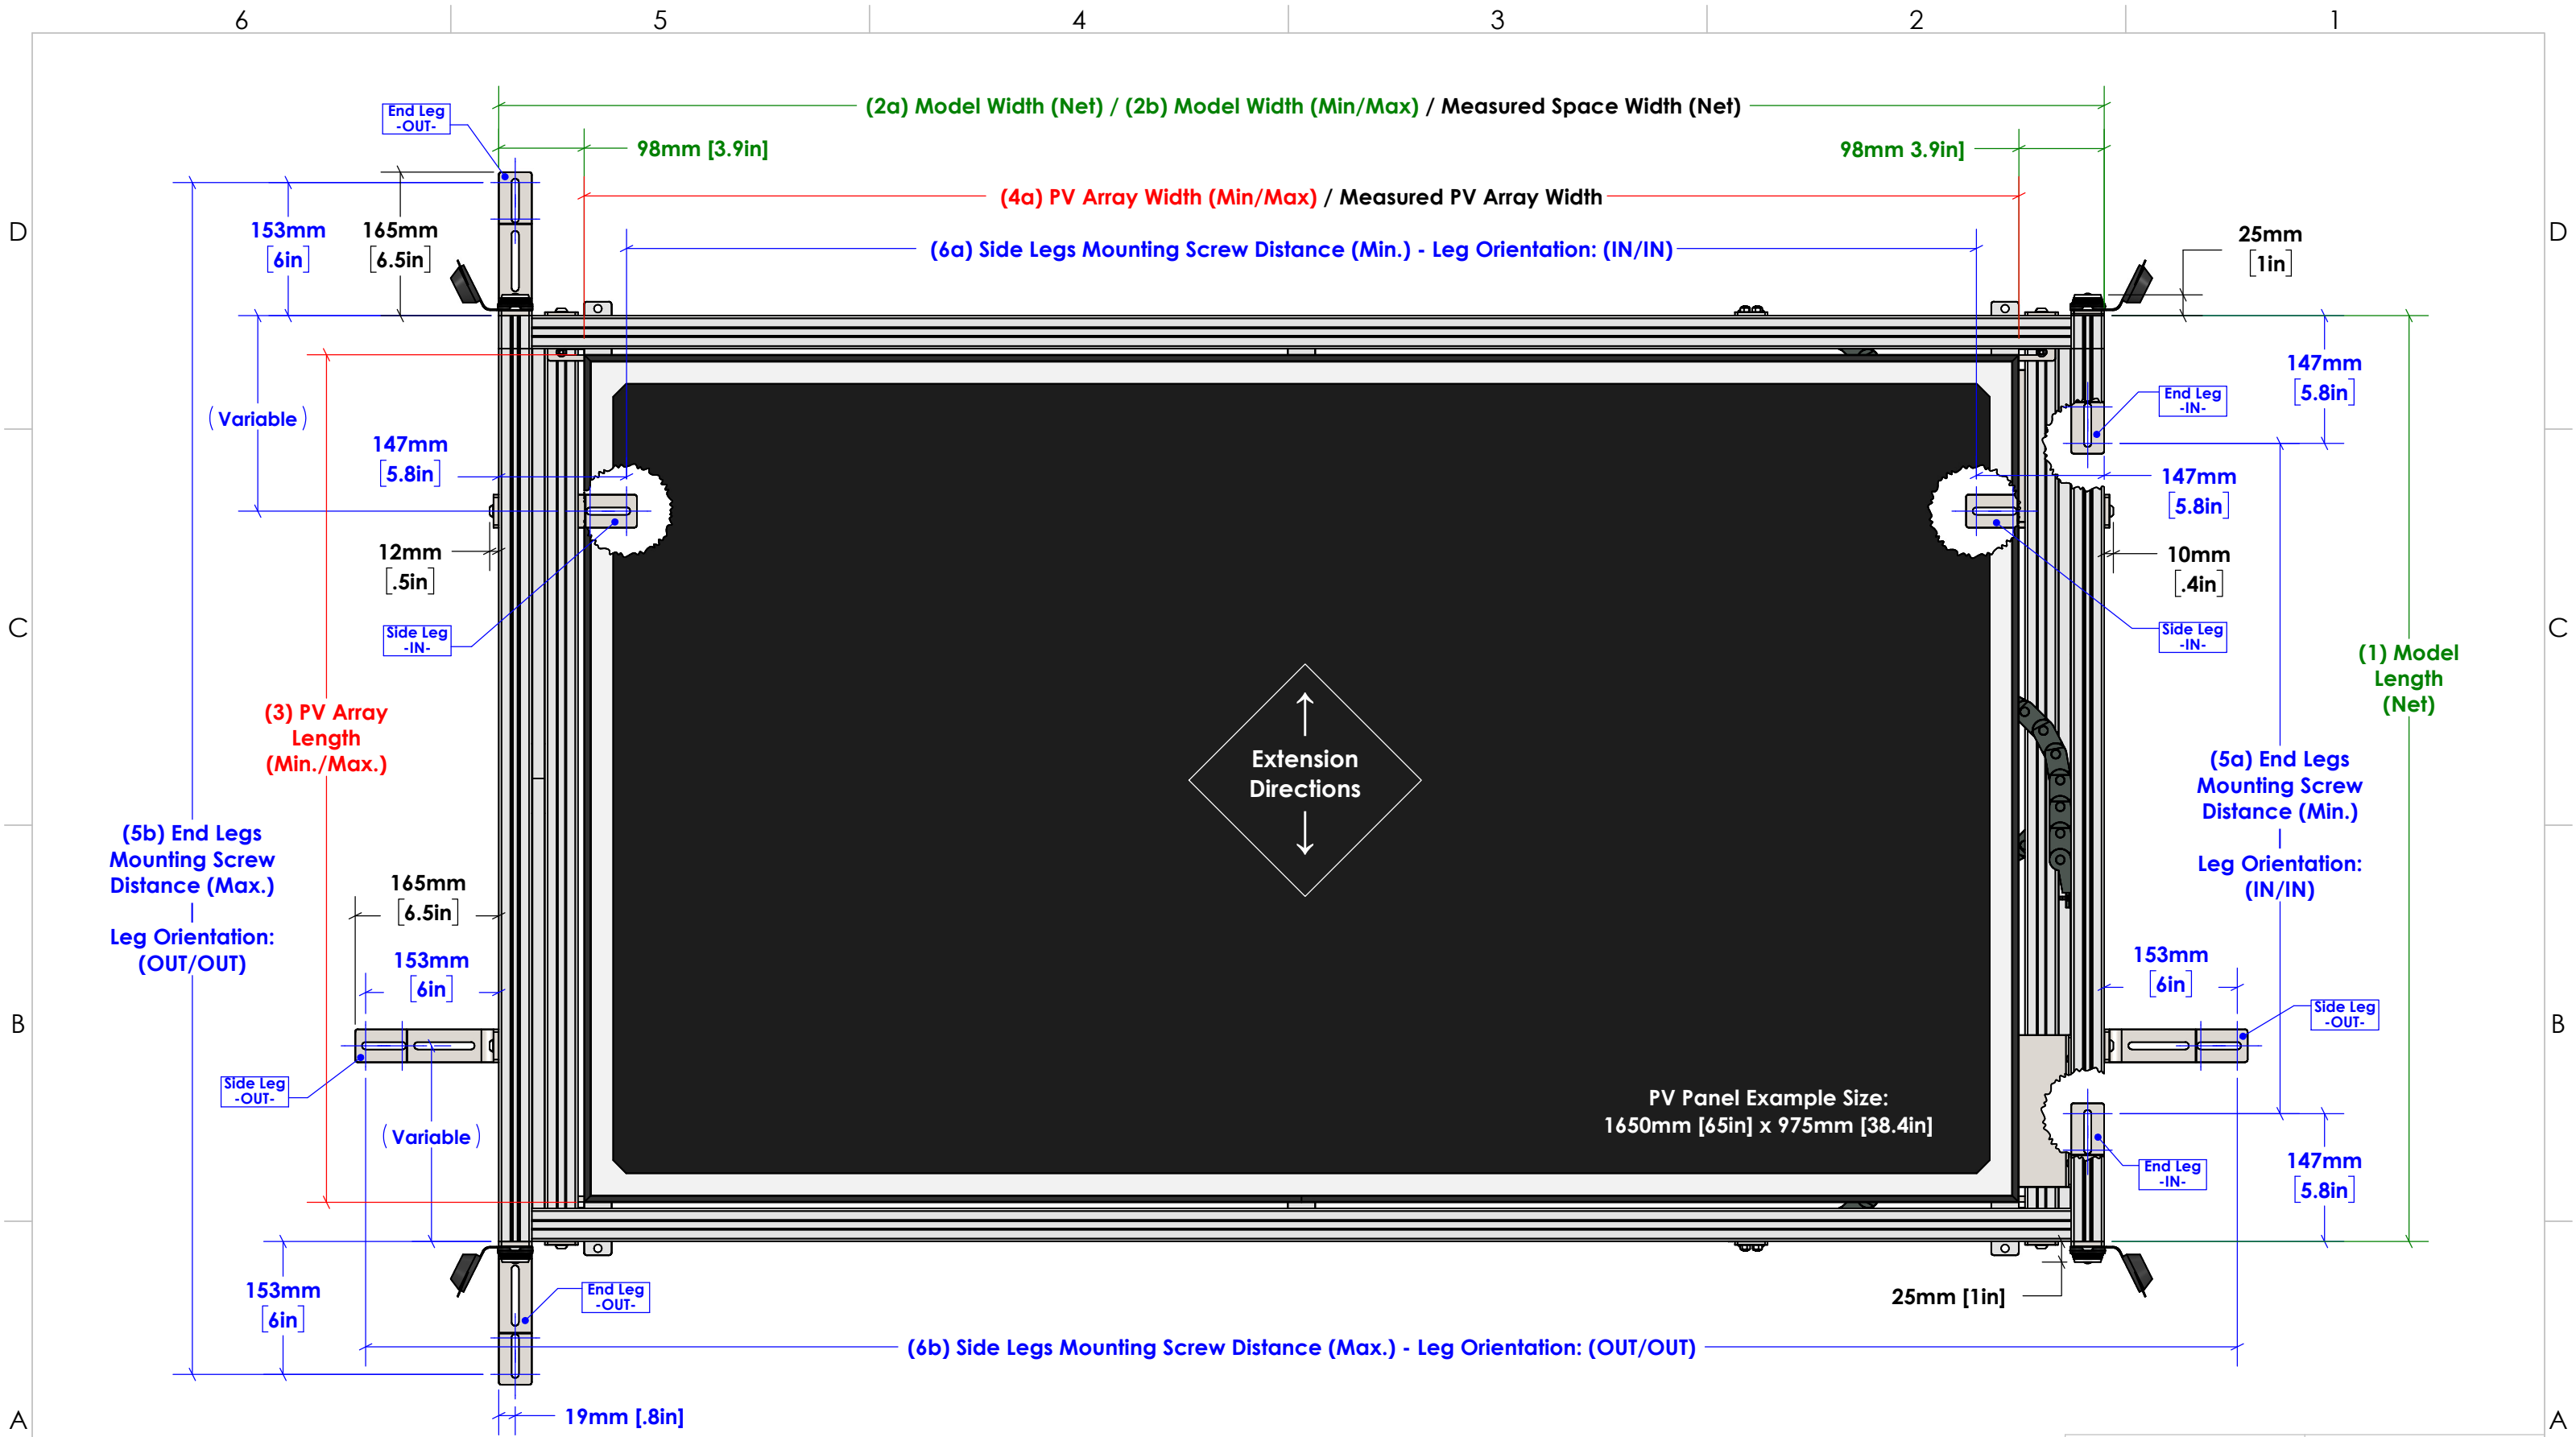 6 5 4 3 2 1
(2a) Model Width (Net) / (2b) Model Width (Min/Max) / Measured Space Width (Net)
End Leg
-OUT-
98mm [3.9in]
98mm 3.9in]
(4a) PV Array Width (Min/Max) / Measured PV Array Width
D
D
153mm
[6in]
165mm
[6.5in]
(6a) Side Legs Mounting Screw Distance (Min.) - Leg Orientation: (IN/IN)
25mm
[1in]
147mm
[5.8in]
(Variable)
End Leg
-IN-
147mm
[5.8in]
147mm
[5.8in]
12mm
[.5in]
10mm
[.4in]
C
C
Side Leg
-IN-
Side Leg
-IN-
(1) Model
Length
(Net)
(3) PV Array
Length
(Min./Max.)
Extension
Directions
(5a) End Legs
Mounting Screw
Distance (Min.)
Leg Orientation:
(IN/IN)
(5b) End Legs
Mounting Screw
Distance (Max.)
Leg Orientation:
(OUT/OUT)
165mm
[6.5in]
153mm
[6in]
153mm
[6in]
B
B
Side Leg
-OUT-
Side Leg
-OUT-
PV Panel Example Size:
1650mm [65in] x 975mm [38.4in]
(Variable)
End Leg
-IN-
147mm
[5.8in]
153mm
[6in]
End Leg
-OUT-
25mm [1in]
(6b) Side Legs Mounting Screw Distance (Max.) - Leg Orientation: (OUT/OUT)
19mm [.8in]
A
A